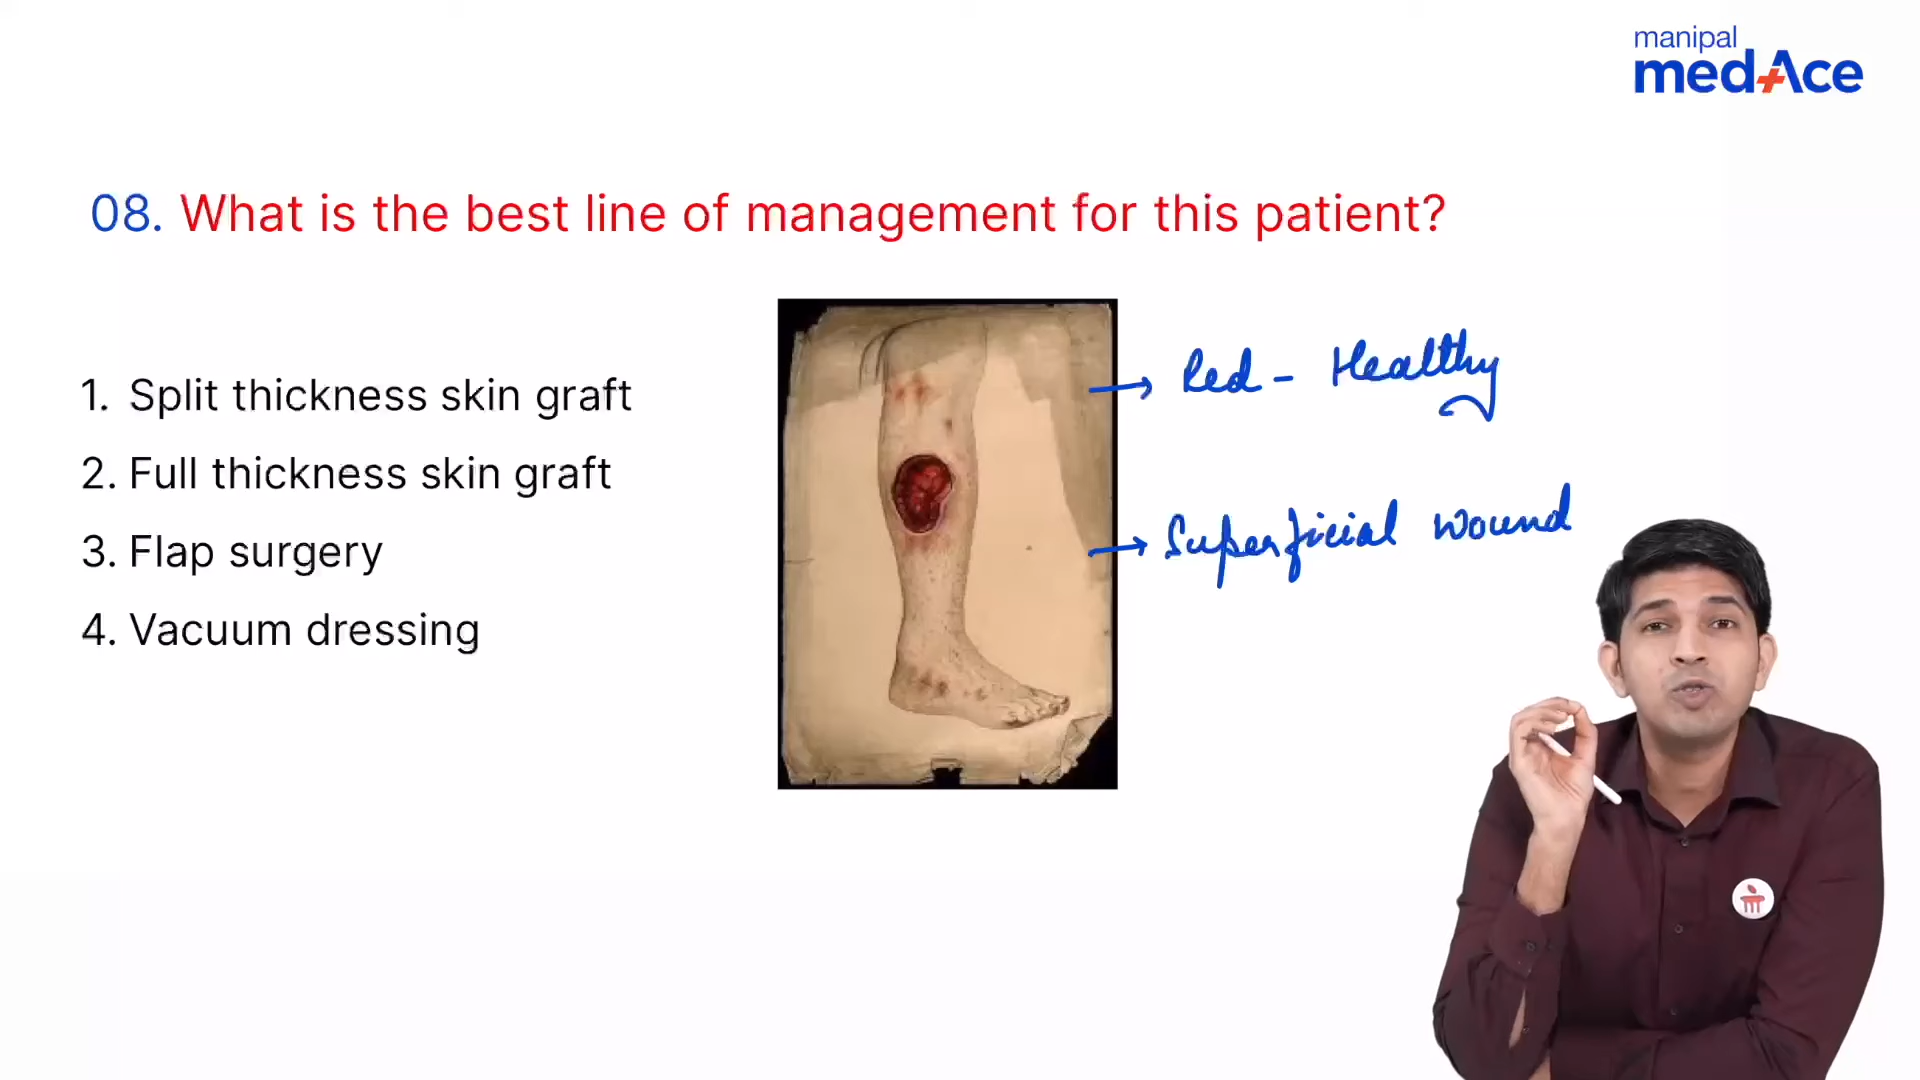 manipal
medAce
08. What is the best line of management for this patient?
1. Split thickness skin graft
2. Full thickness skin graft
3. Flap surgery
4. Vacuum dressing
→ Red - Healthy
→ Superficial wound